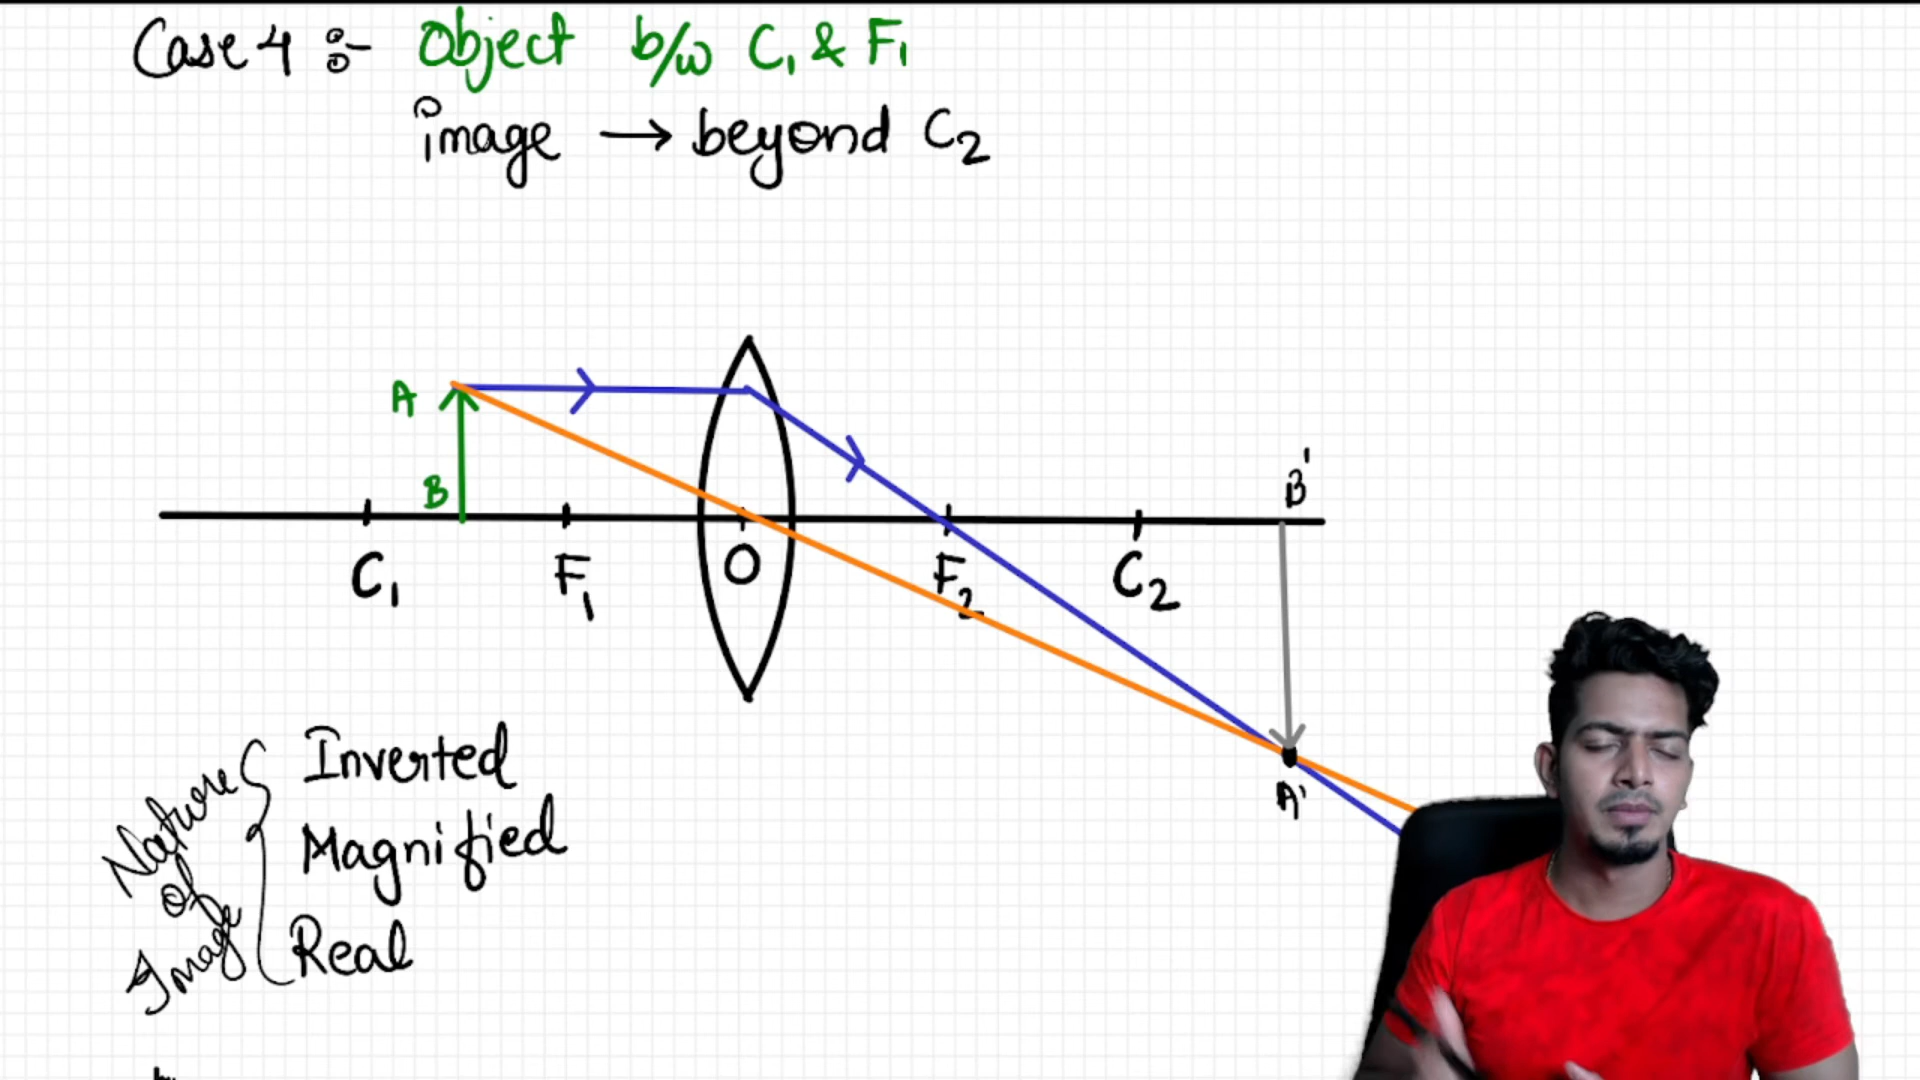 Case 4 :- Object b/w C₁ & F₁
image → beyond C₂
A
B
B'
C₁ F₁ O F₂ C₂
A'
Nature of Image
Inverted
Magnified
Real